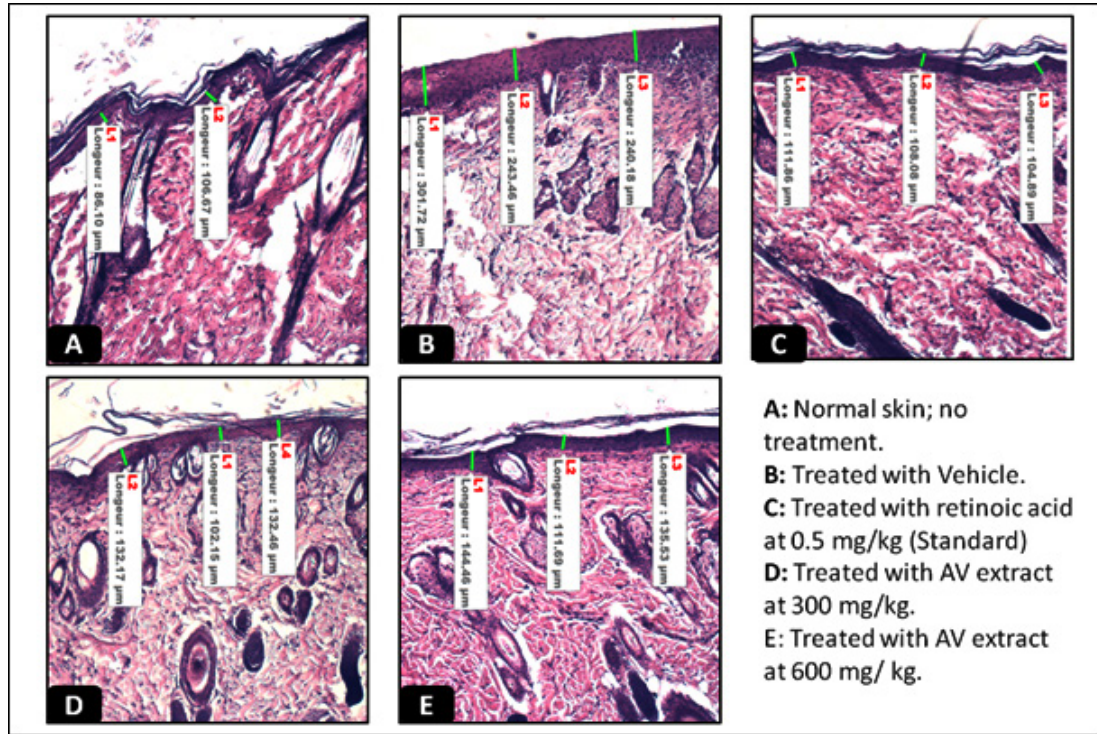 L1
Longeur : 86.10 µm
L2
Longeur : 106.67 µm
A
L1
Longeur : 301.72 µm
L2
Longeur : 243.46 µm
L3
Longeur : 240.18 µm
B
L1
Longeur : 111.86 µm
L2
Longeur : 108.08 µm
L3
Longeur : 104.89 µm
C
L2
Longeur : 132.17 µm
L1
Longeur : 102.15 µm
L4
Longeur : 132.46 µm
D
L1
Longeur : 144.46 µm
L2
Longeur : 111.69 µm
L3
Longeur : 135.53 µm
E
A: Normal skin; no
treatment.
B: Treated with Vehicle.
C: Treated with retinoic acid
at 0.5 mg/kg (Standard)
D: Treated with AV extract
at 300 mg/kg.
E: Treated with AV extract
at 600 mg/ kg.